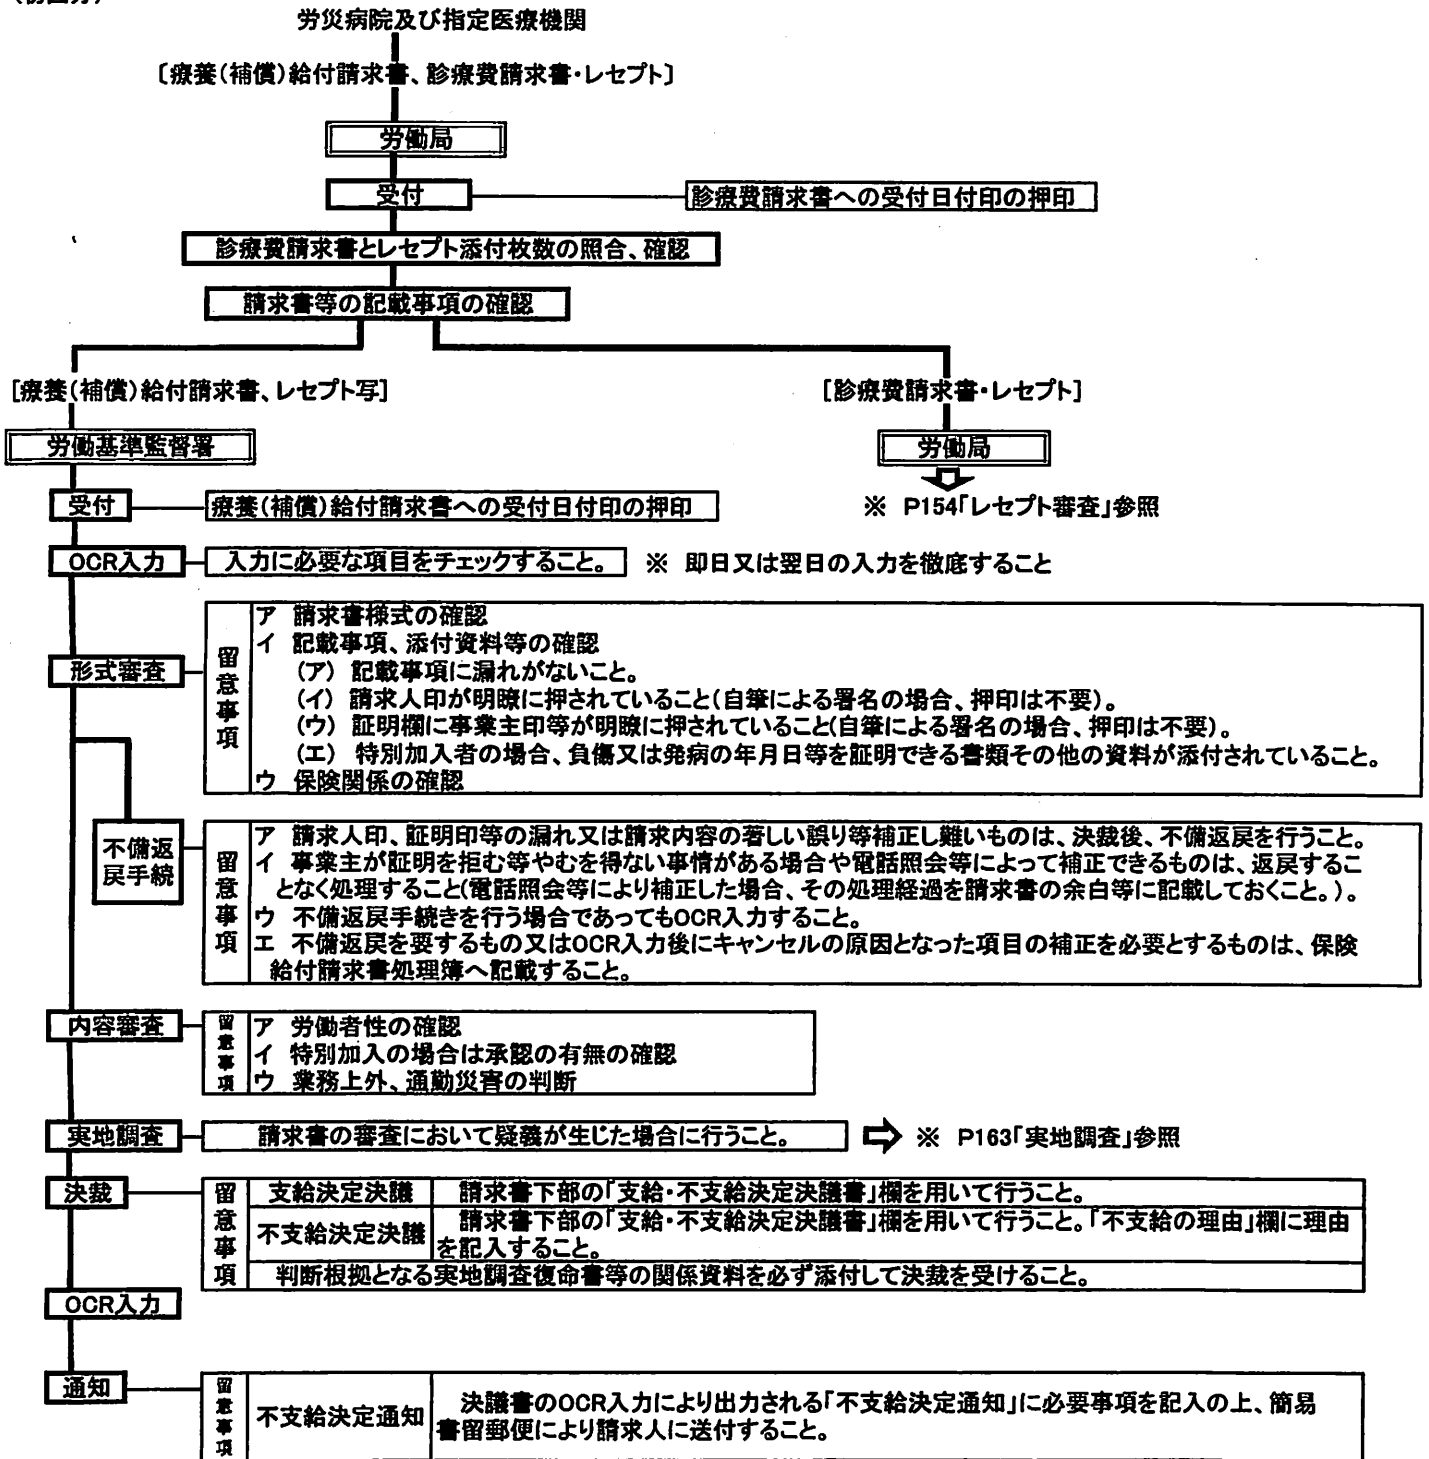 労災病院及び指定医療機関
〔療養(補償)給付請求書、診療費請求書・レセプト〕
労働局
受付
診療費請求書への受付日付印の押印
診療費請求書とレセプト添付枚数の照合、確認
請求書等の記載事項の確認
[療養(補償)給付請求書、レセプト写]
[診療費請求書・レセプト]
労働基準監督署
労働局
受付
療養(補償)給付請求書への受付日付印の押印
※ P154「レセプト審査」参照
OCR入力
入力に必要な項目をチェックすること。
※ 即日又は翌日の入力を徹底すること
形式審査
留意事項
ア 請求書様式の確認
イ 記載事項、添付資料等の確認
(ア) 記載事項に漏れがないこと。
(イ) 請求人印が明瞭に押されていること(自筆による署名の場合、押印は不要)。
(ウ) 証明欄に事業主印等が明瞭に押されていること(自筆による署名の場合、押印は不要)。
(エ) 特別加入者の場合、負傷又は発病の年月日等を証明できる書類その他の資料が添付されていること。
ウ 保険関係の確認
不備返
戻手続
留意事項
ア 請求人印、証明印等の漏れ又は請求内容の著しい誤り等補正し難いものは、決裁後、不備返戻を行うこと。
イ 事業主が証明を拒む等やむを得ない事情がある場合や電話照会等によって補正できるものは、返戻するこ
となく処理すること(電話照会等により補正した場合、その処理経過を請求書の余白等に記載しておくこと。)。
ウ 不備返戻手続きを行う場合であってもOCR入力すること。
エ 不備返戻を要するもの又はOCR入力後にキャンセルの原因となった項目の補正を必要とするものは、保険
給付請求書処理簿へ記載すること。
内容審査
留意事項
ア 労働者性の確認
イ 特別加入の場合は承認の有無の確認
ウ 業務上外、通勤災害の判断
実地調査
請求書の審査において疑義が生じた場合に行うこと。
※ P163「実地調査」参照
決裁
留意事項
支給決定決議
請求書下部の「支給・不支給決定決議書」欄を用いて行うこと。
不支給決定決議
請求書下部の「支給・不支給決定決議書」欄を用いて行うこと。「不支給の理由」欄に理由
を記入すること。
判断根拠となる実地調査復命書等の関係資料を必ず添付して決裁を受けること。
OCR入力
通知
留意事項
不支給決定通知
決議書のOCR入力により出力される「不支給決定通知」に必要事項を記入の上、簡易
書留郵便により請求人に送付すること。